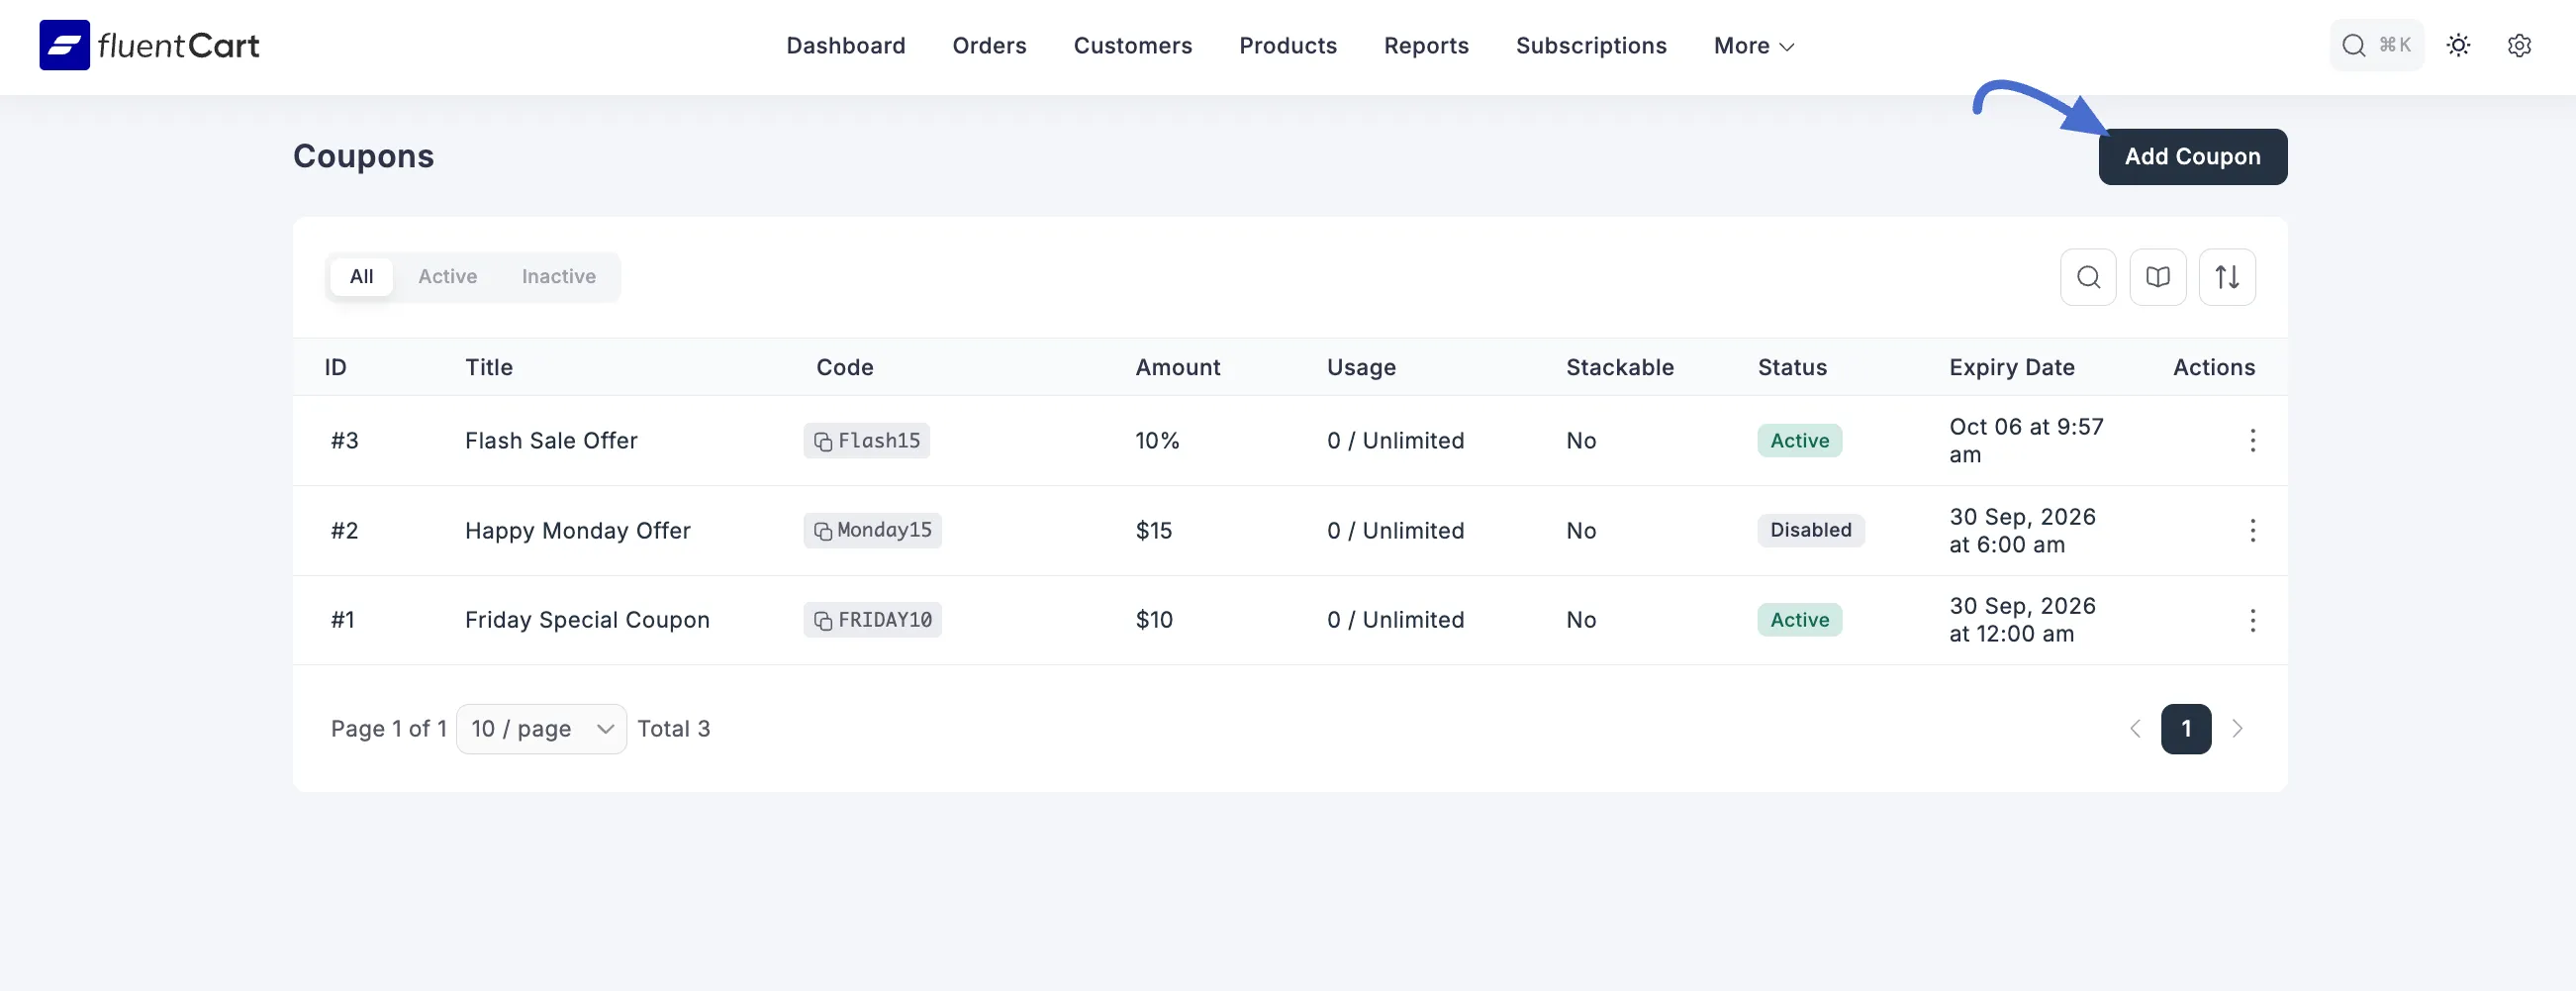 fluentCart Dashboard Orders Customers Products Reports Subscriptions More ⌘K
Coupons Add Coupon
All Active Inactive
ID Title Code Amount Usage Stackable Status Expiry Date Actions
#3 Flash Sale Offer Flash15 10% 0 / Unlimited No Active Oct 06 at 9:57
am
#2 Happy Monday Offer Monday15 $15 0 / Unlimited No Disabled 30 Sep, 2026
at 6:00 am
#1 Friday Special Coupon FRIDAY10 $10 0 / Unlimited No Active 30 Sep, 2026
at 12:00 am
Page 1 of 1 10 / page Total 3 1